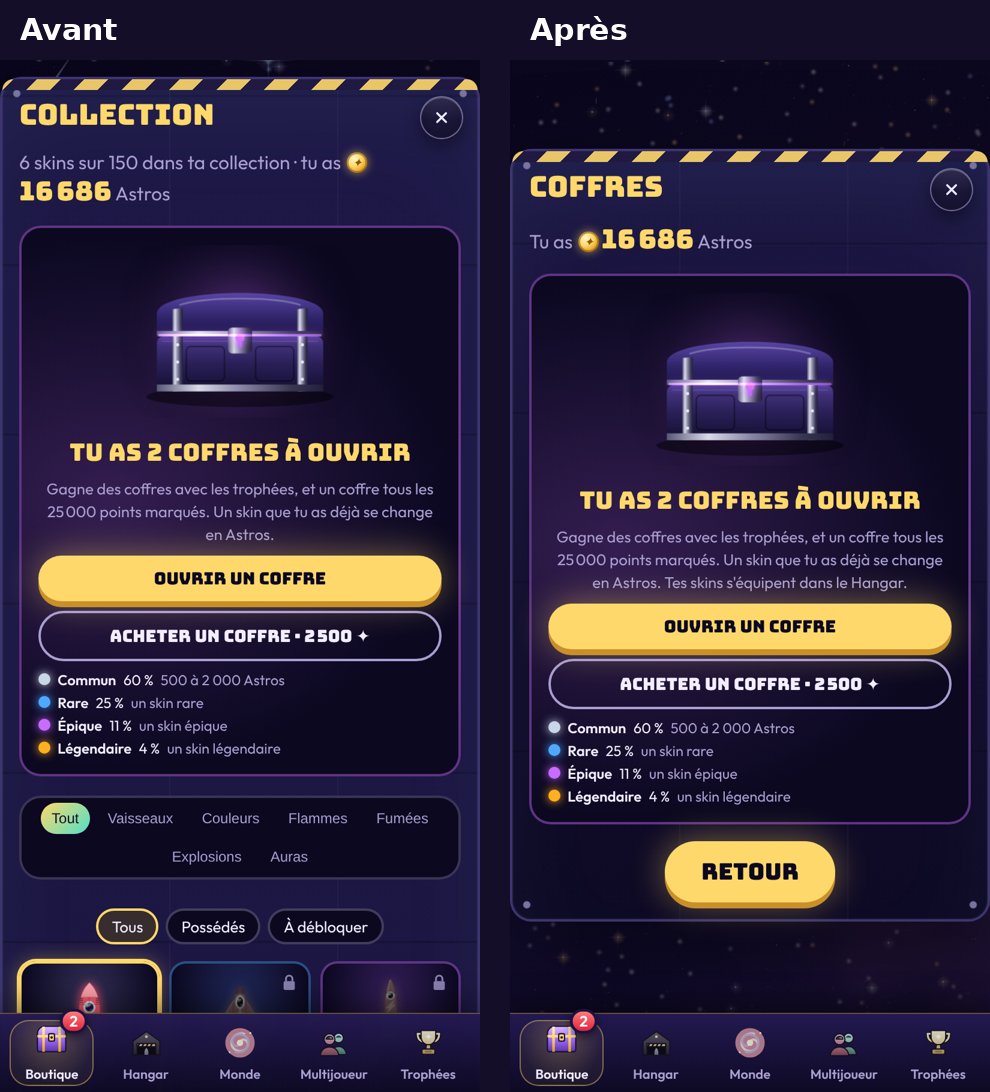 Avant
COLLECTION
✕
6 skins sur 150 dans ta collection · tu as
16 686 Astros
TU AS 2 COFFRES À OUVRIR
Gagne des coffres avec les trophées, et un coffre tous les
25 000 points marqués. Un skin que tu as déjà se change
en Astros.
OUVRIR UN COFFRE
ACHETER UN COFFRE · 2 500 ✦
Commun 60 % 500 à 2 000 Astros
Rare 25 % un skin rare
Épique 11 % un skin épique
Légendaire 4 % un skin légendaire
Tout Vaisseaux Couleurs Flammes Fumées
Explosions Auras
Tous Possédés À débloquer
2
Boutique Hangar Monde Multijoueur Trophées
Après
COFFRES
✕
Tu as 16 686 Astros
TU AS 2 COFFRES À OUVRIR
Gagne des coffres avec les trophées, et un coffre tous les
25 000 points marqués. Un skin que tu as déjà se change
en Astros. Tes skins s'équipent dans le Hangar.
OUVRIR UN COFFRE
ACHETER UN COFFRE · 2 500 ✦
Commun 60 % 500 à 2 000 Astros
Rare 25 % un skin rare
Épique 11 % un skin épique
Légendaire 4 % un skin légendaire
RETOUR
2
Boutique Hangar Monde Multijoueur Trophées